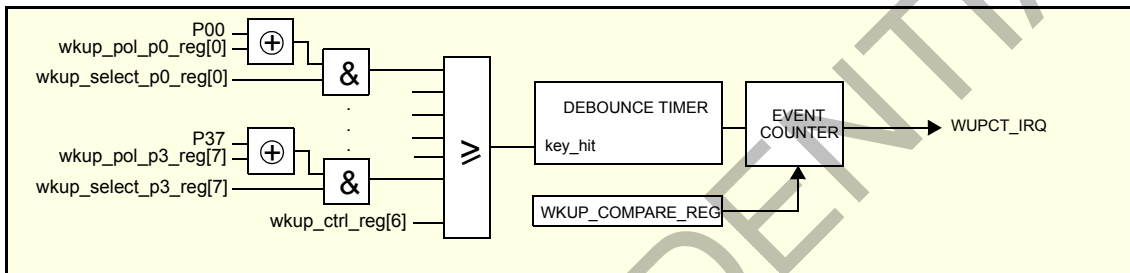 P00
wkup_pol_p0_reg[0]
⊕
wkup_select_p0_reg[0]
&
P37
wkup_pol_p3_reg[7]
⊕
wkup_select_p3_reg[7]
&
wkup_ctrl_reg[6]
≥
DEBOUNCE TIMER
key_hit
EVENT
COUNTER
WUPCT_IRQ
WKUP_COMPARE_REG